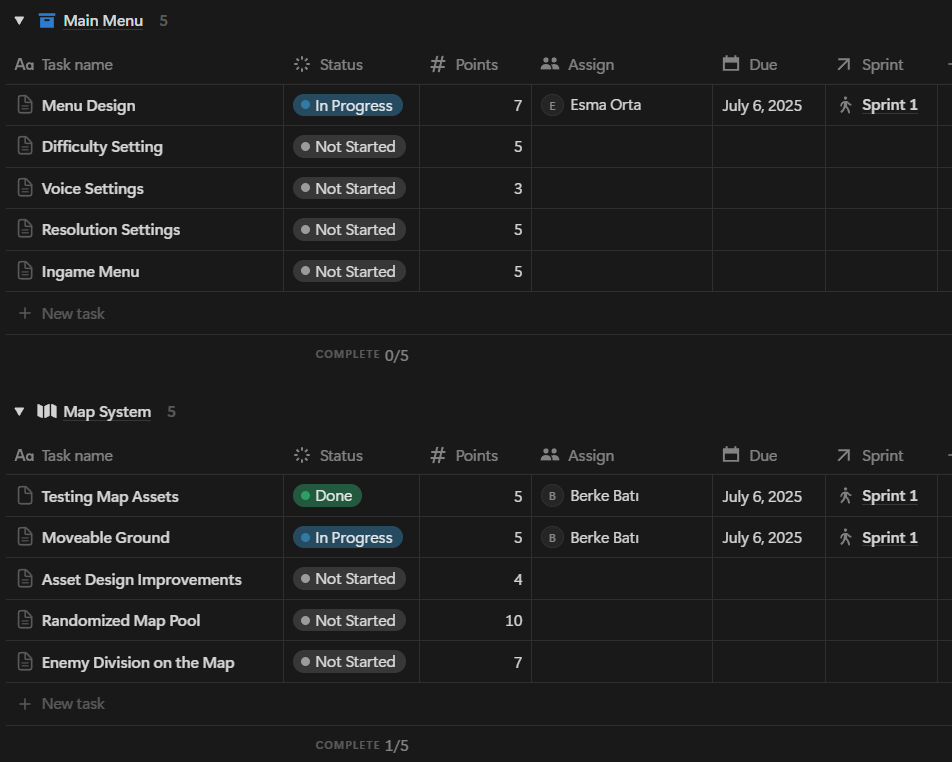 Main Menu 5
Aa Task name Status # Points Assign Due Sprint
Menu Design In Progress 7 E Esma Orta July 6, 2025 Sprint 1
Difficulty Setting Not Started 5
Voice Settings Not Started 3
Resolution Settings Not Started 5
Ingame Menu Not Started 5
+ New task
COMPLETE 0/5
Map System 5
Aa Task name Status # Points Assign Due Sprint
Testing Map Assets Done 5 B Berke Batı July 6, 2025 Sprint 1
Moveable Ground In Progress 5 B Berke Batı July 6, 2025 Sprint 1
Asset Design Improvements Not Started 4
Randomized Map Pool Not Started 10
Enemy Division on the Map Not Started 7
+ New task
COMPLETE 1/5